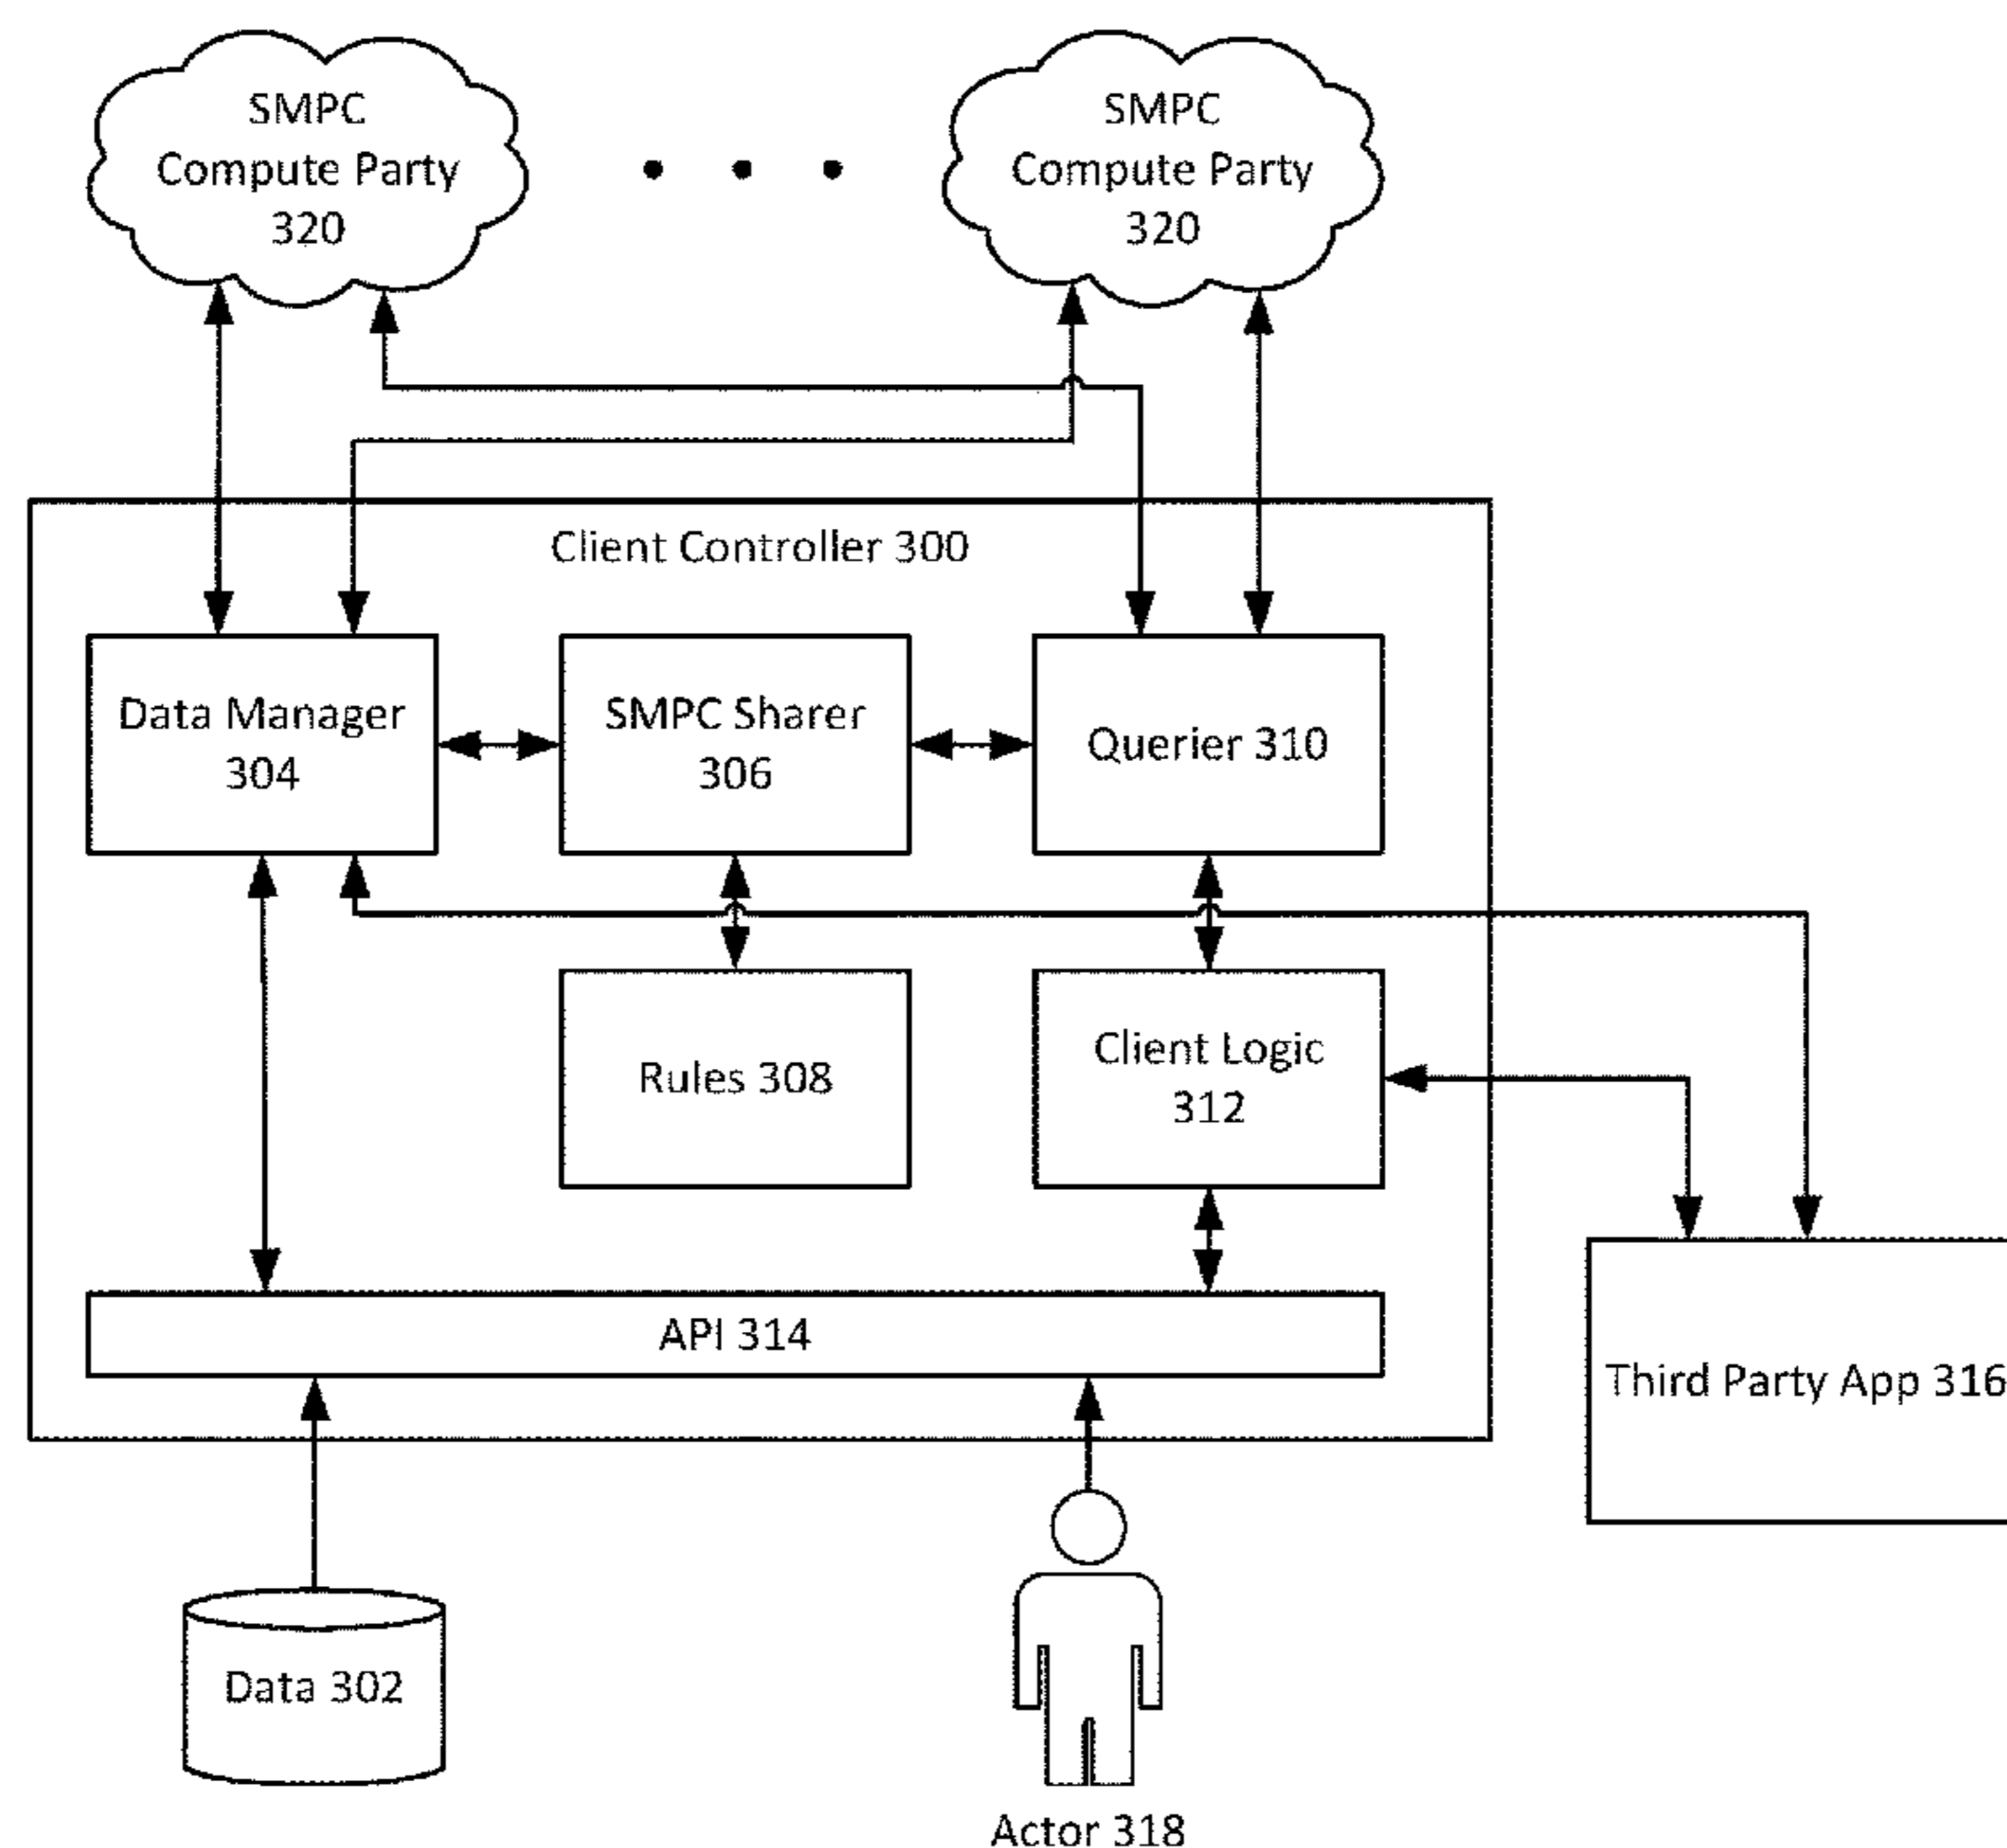 SMPC
Compute Party
320
SMPC
Compute Party
320
Client Controller 300
Data Manager
304
SMPC Sharer
306
Querier 310
Rules 308
Client Logic
312
API 314
Third Party App 316
Data 302
Actor 318